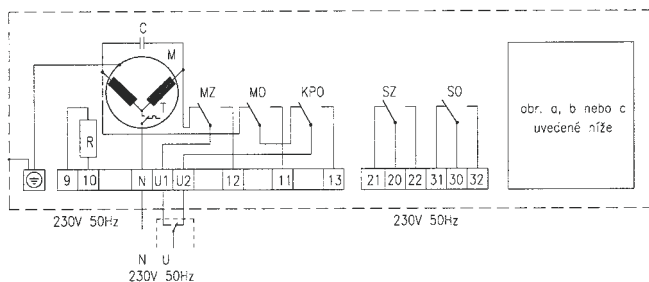 C
M
T
R
MZ MO KPO SZ SO
9 10 N U1 U2 12 11 13 21 20 22 31 30 32
230V 50Hz 230V 50Hz
N U
230V 50Hz
obr. a, b nebo c
uvečené níže